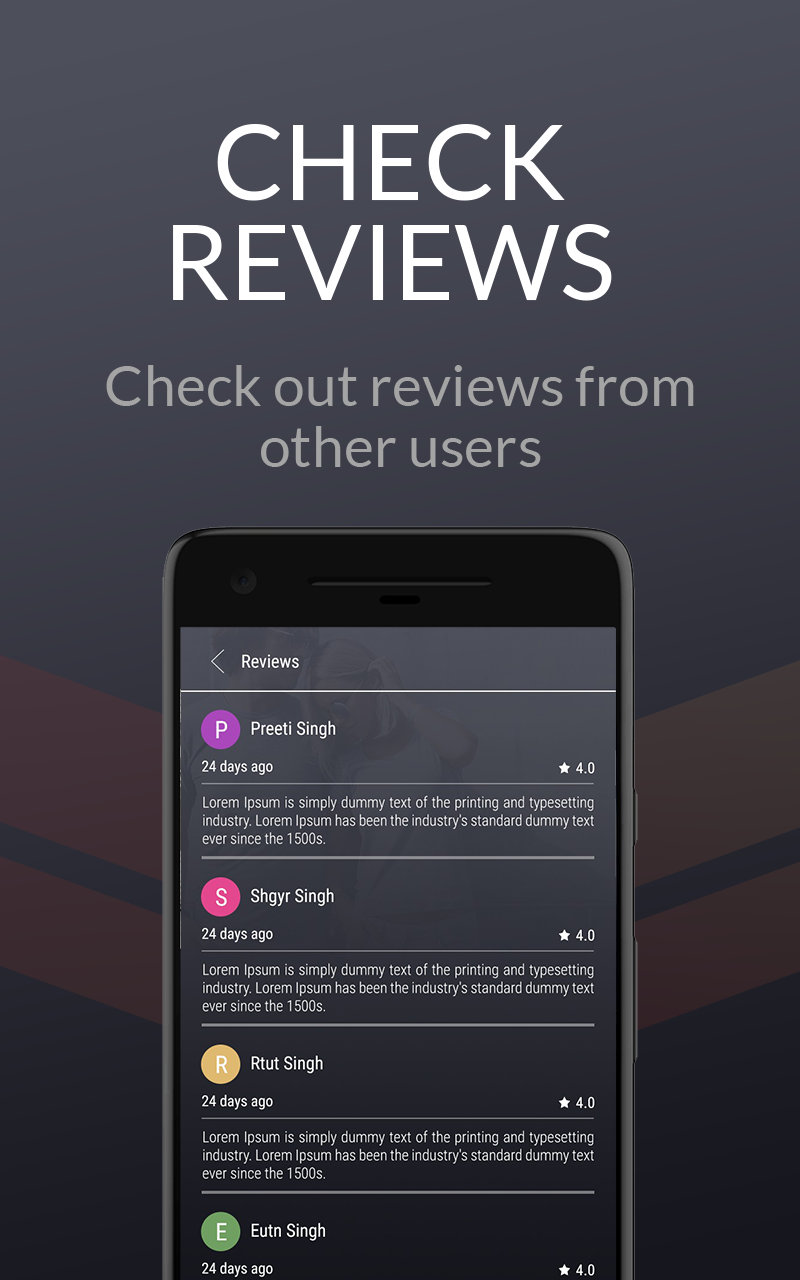 CHECK
REVIEWS
Check out reviews from
other users
Reviews
P Preeti Singh
24 days ago ★ 4.0
Lorem Ipsum is simply dummy text of the printing and typesetting
industry. Lorem Ipsum has been the industry's standard dummy text
ever since the 1500s.
S Shgyr Singh
24 days ago ★ 4.0
Lorem Ipsum is simply dummy text of the printing and typesetting
industry. Lorem Ipsum has been the industry's standard dummy text
ever since the 1500s.
R Rtut Singh
24 days ago ★ 4.0
Lorem Ipsum is simply dummy text of the printing and typesetting
industry. Lorem Ipsum has been the industry's standard dummy text
ever since the 1500s.
E Eutn Singh
24 days ago ★ 4.0